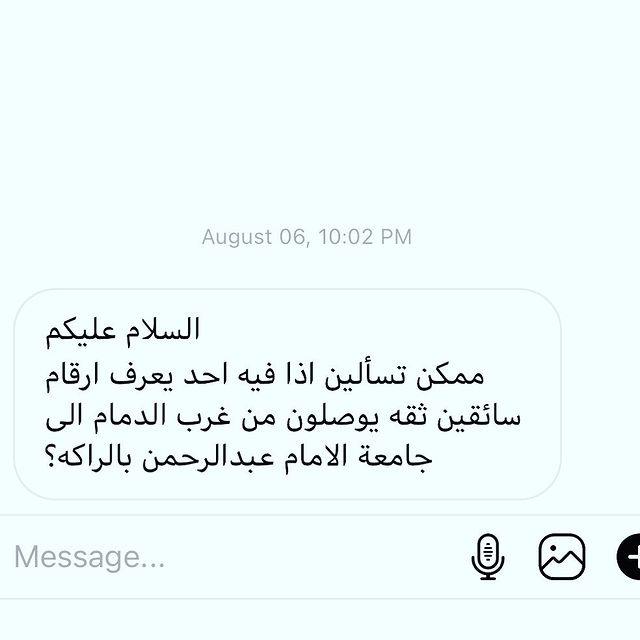 August 06, 10:02 PM
السلام عليكم
ممكن تسألين اذا فيه احد يعرف ارقام
سائقين ثقه يوصلون من غرب الدمام الى
جامعة الامام عبدالرحمن بالراكه؟
Message...